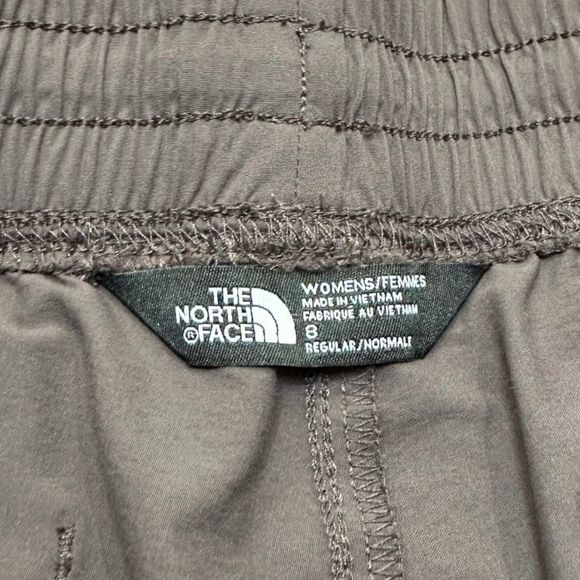 THE
NORTH
®FACE
WOMENS/FEMMES
MADE IN VIETNAM
FABRIQUE AU VIETNAM
8
REGULAR/NORMALE